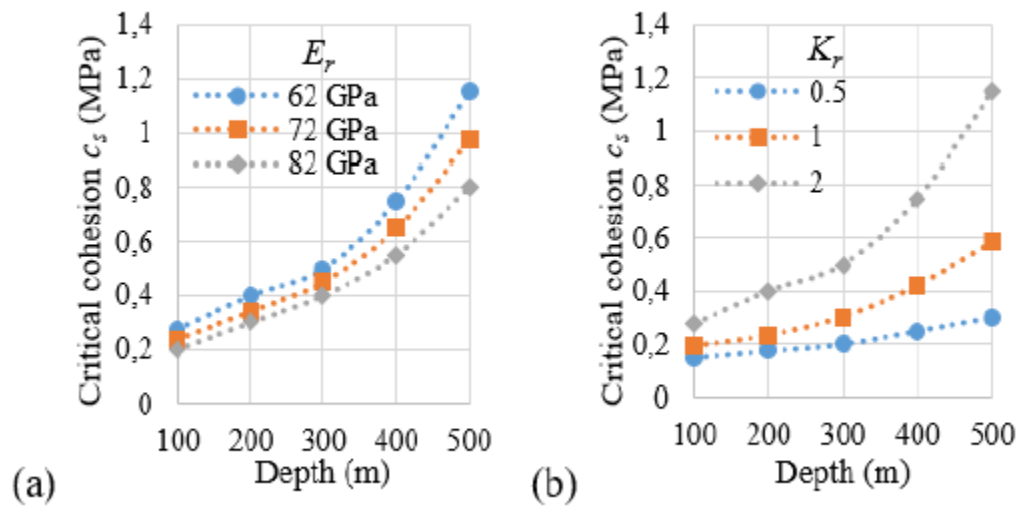 1,4
1,2
1
0,8
0,6
0,4
0,2
0
Critical cohesion cs (MPa)
Er
62 GPa
72 GPa
82 GPa
100 200 300 400 500
Depth (m)
(a)
1,4
1,2
1
0,8
0,6
0,4
0,2
0
Critical cohesion cs (MPa)
Kr
0.5
1
2
100 200 300 400 500
Depth (m)
(b)